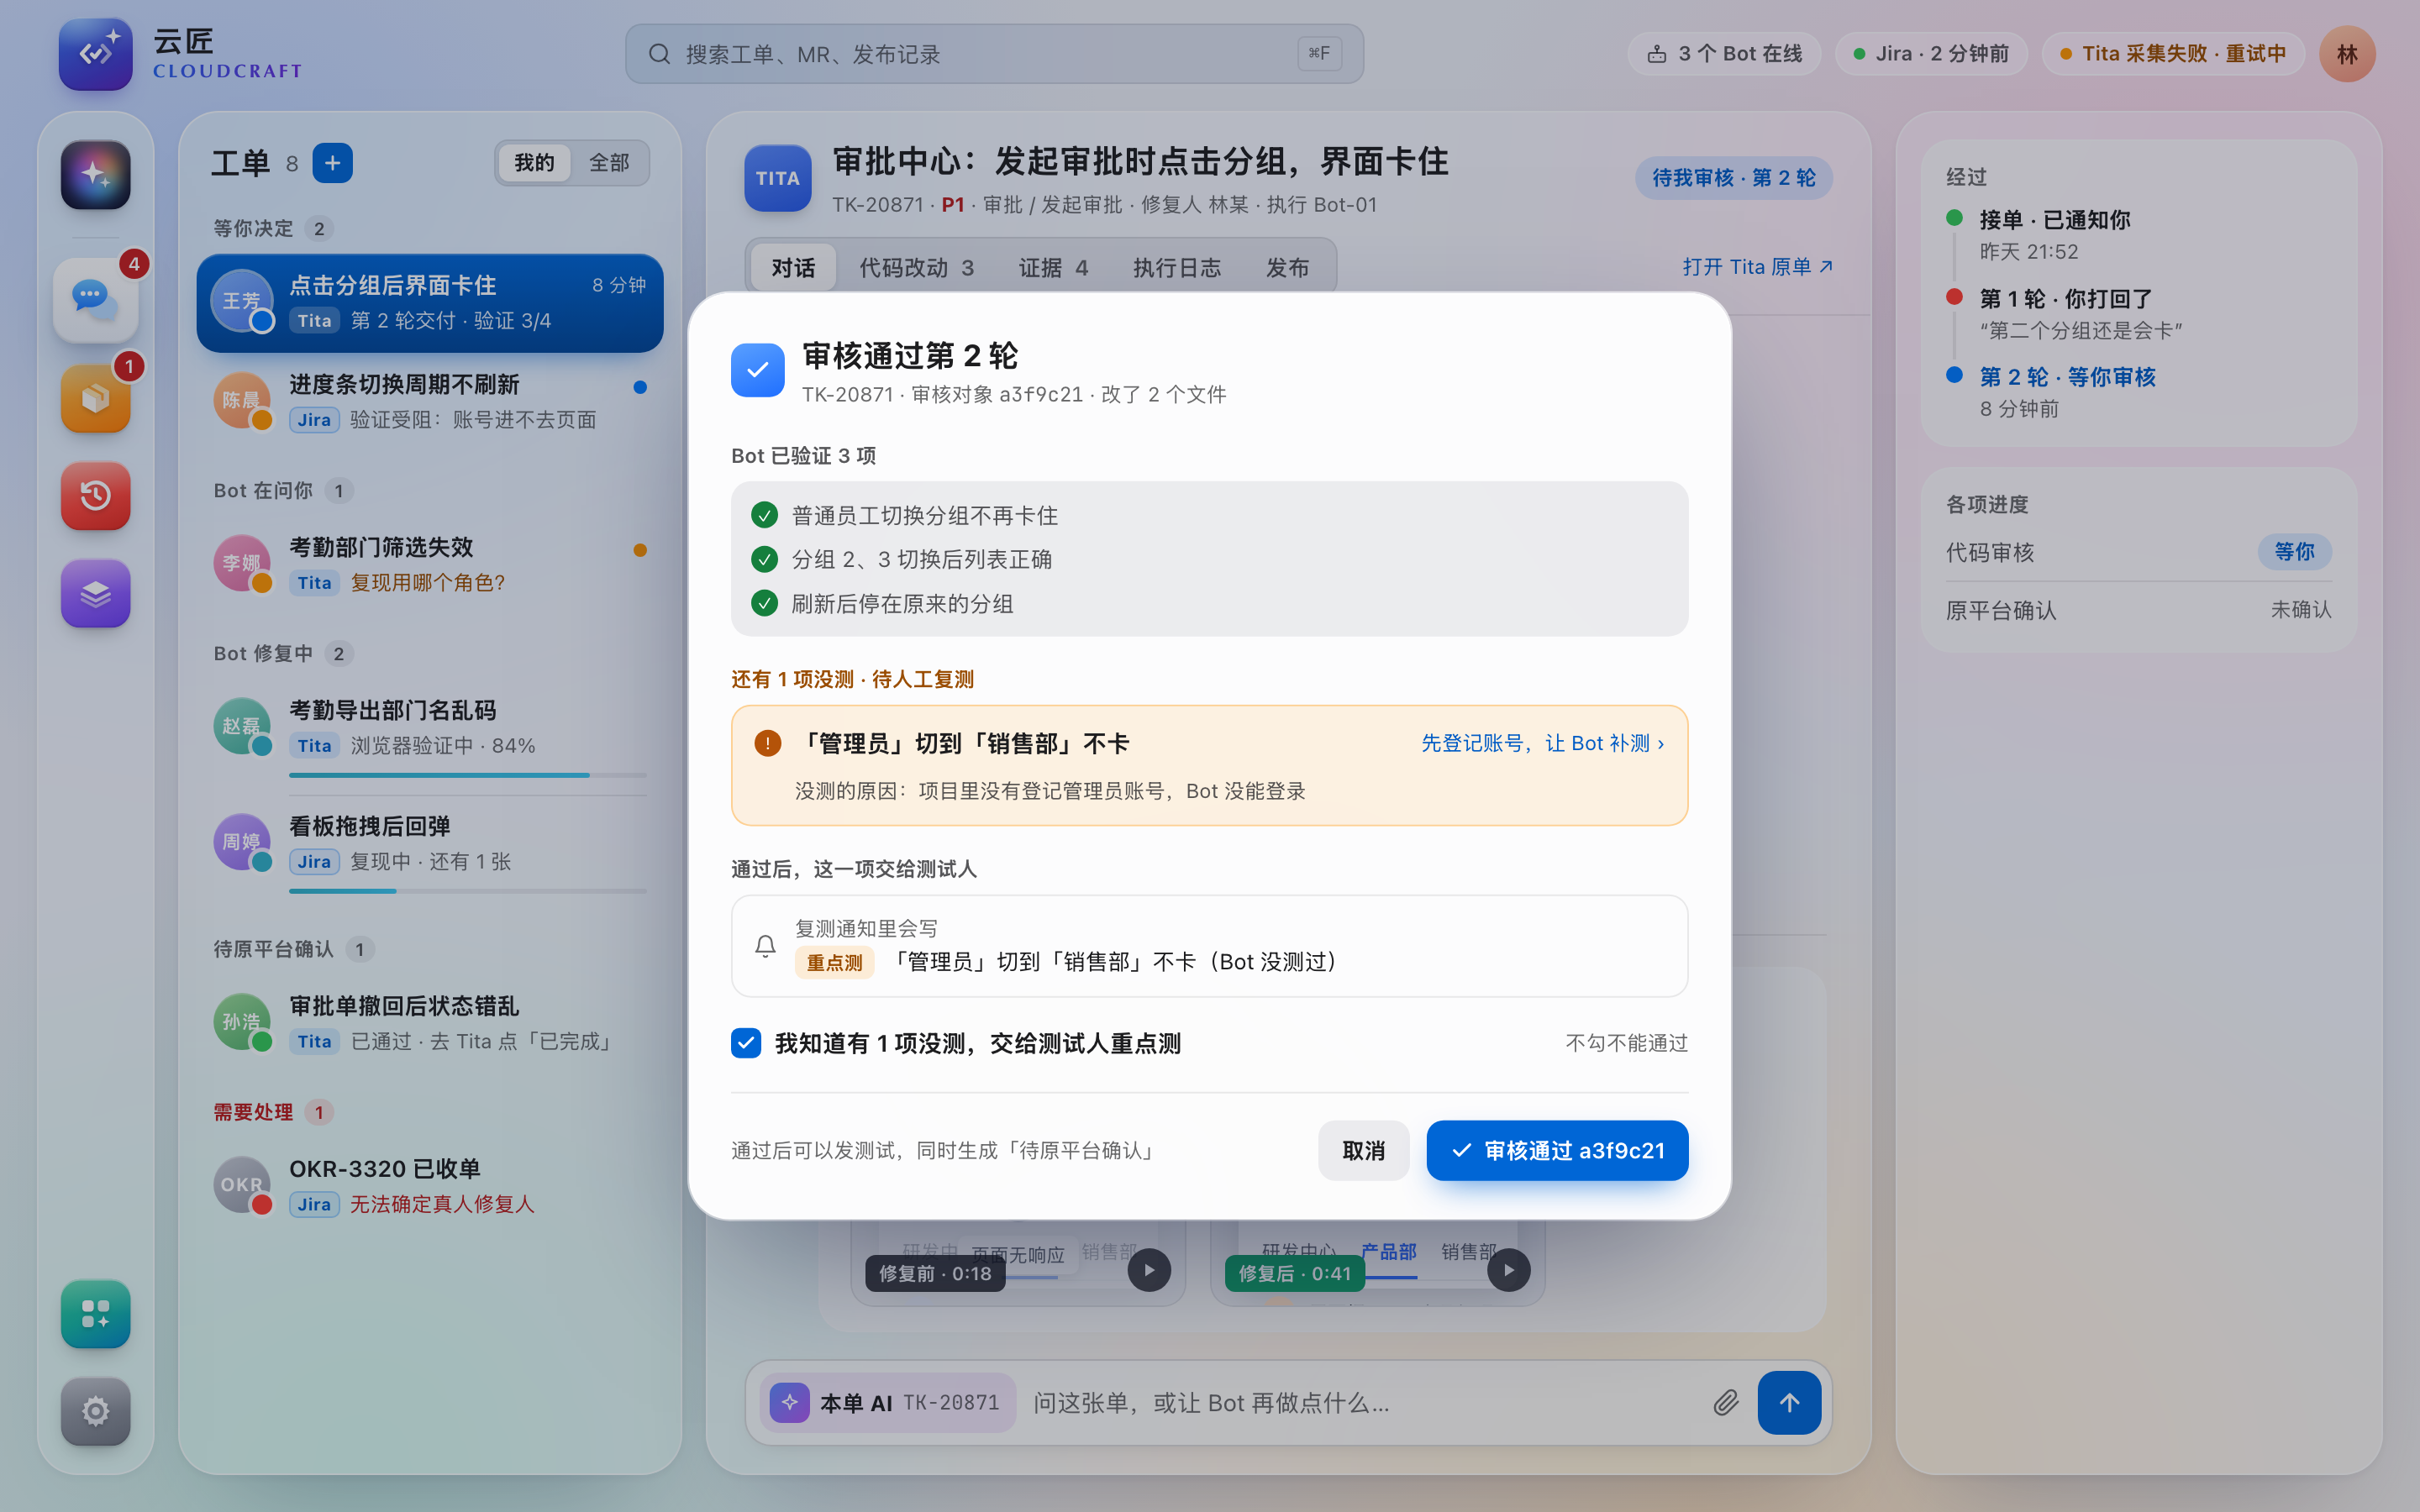 云匠
CLOUDCRAFT
搜索工单、MR、发布记录
⌘F
3 个 Bot 在线
Jira · 2 分钟前
Tita 采集失败 · 重试中
林
4
1
工单 8
我的 全部
等你决定 2
王芳
点击分组后界面卡住
8 分钟
Tita 第 2 轮交付 · 验证 3/4
陈晨
进度条切换周期不刷新
Jira 验证受阻：账号进不去页面
Bot 在问你 1
李娜
考勤部门筛选失效
Tita 复现用哪个角色？
Bot 修复中 2
赵磊
考勤导出部门名乱码
Tita 浏览器验证中 · 84%
周婷
看板拖拽后回弹
Jira 复现中 · 还有 1 张
待原平台确认 1
孙浩
审批单撤回后状态错乱
Tita 已通过 · 去 Tita 点「已完成」
需要处理 1
OKR
OKR-3320 已收单
Jira 无法确定真人修复人
TITA
审批中心：发起审批时点击分组，界面卡住
TK-20871 · P1 · 审批 / 发起审批 · 修复人 林某 · 执行 Bot-01
待我审核 · 第 2 轮
对话 代码改动 3 证据 4 执行日志 发布
打开 Tita 原单 ↗
审核通过第 2 轮
TK-20871 · 审核对象 a3f9c21 · 改了 2 个文件
Bot 已验证 3 项
普通员工切换分组不再卡住
分组 2、3 切换后列表正确
刷新后停在原来的分组
还有 1 项没测 · 待人工复测
「管理员」切到「销售部」不卡
先登记账号，让 Bot 补测 ›
没测的原因：项目里没有登记管理员账号，Bot 没能登录
通过后，这一项交给测试人
复测通知里会写
重点测 「管理员」切到「销售部」不卡（Bot 没测过）
我知道有 1 项没测，交给测试人重点测
不勾不能通过
通过后可以发测试，同时生成「待原平台确认」
取消
审核通过 a3f9c21
研发中 页面无响应 销售部
修复前 · 0:18
研发中心 产品部 销售部
修复后 · 0:41
本单 AI TK-20871
问这张单，或让 Bot 再做点什么...
经过
接单 · 已通知你
昨天 21:52
第 1 轮 · 你打回了
“第二个分组还是会卡”
第 2 轮 · 等你审核
8 分钟前
各项进度
代码审核 等你
原平台确认 未确认